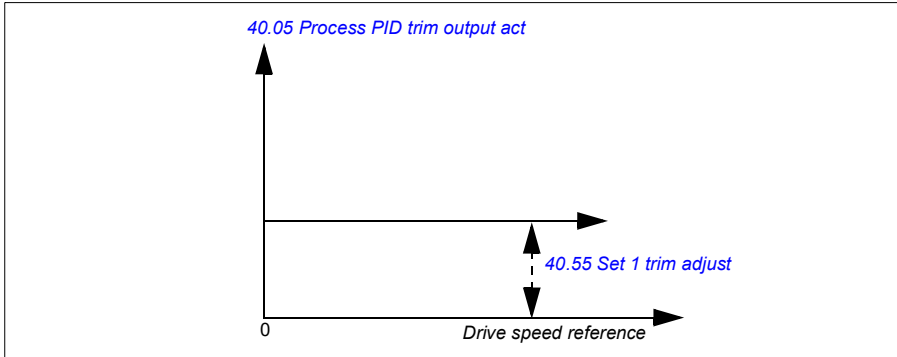 40.05 Process PID trim output act
40.55 Set 1 trim adjust
0
Drive speed reference